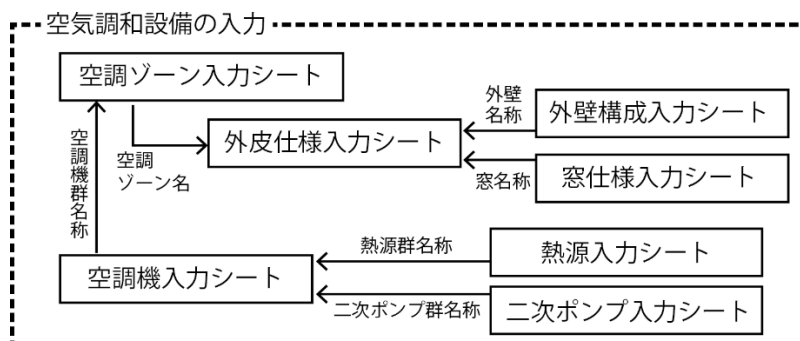 空気調和設備の入力
空調ゾーン入力シート
外壁
名称
外壁構成入力シート
外皮仕様入力シート
空調機群名称
空調
ゾーン名
窓名称
窓仕様入力シート
熱源群名称
熱源入力シート
空調機入力シート
二次ポンプ群名称
二次ポンプ入力シート